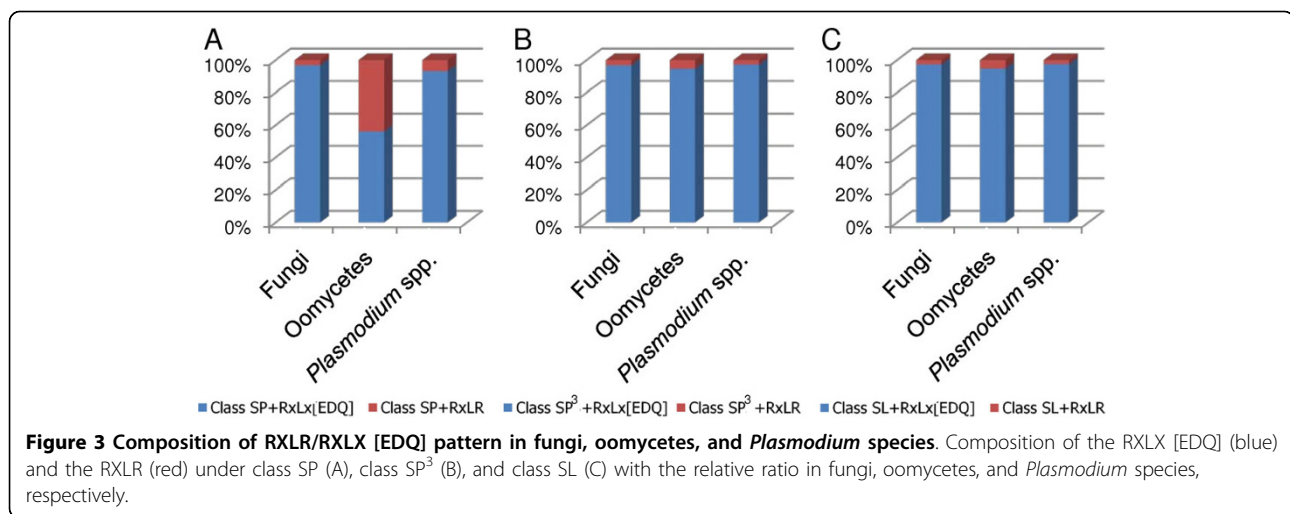 A
B
C
100%
80%
60%
40%
20%
0%
Fungi
Oomycetes
Plasmodium spp.
100%
80%
60%
40%
20%
0%
Fungi
Oomycetes
Plasmodium spp.
100%
80%
60%
40%
20%
0%
Fungi
Oomycetes
Plasmodium spp.
Class SP+RxLx[EDQ] Class SP+RxLR Class SP³+RxLx[EDQ] Class SP³+RxLR Class SL+RxLx[EDQ] Class SL+RxLR
Figure 3 Composition of RXLR/RXLX [EDQ] pattern in fungi, oomycetes, and Plasmodium species. Composition of the RXLX [EDQ] (blue)
and the RXLR (red) under class SP (A), class SP³ (B), and class SL (C) with the relative ratio in fungi, oomycetes, and Plasmodium species,
respectively.